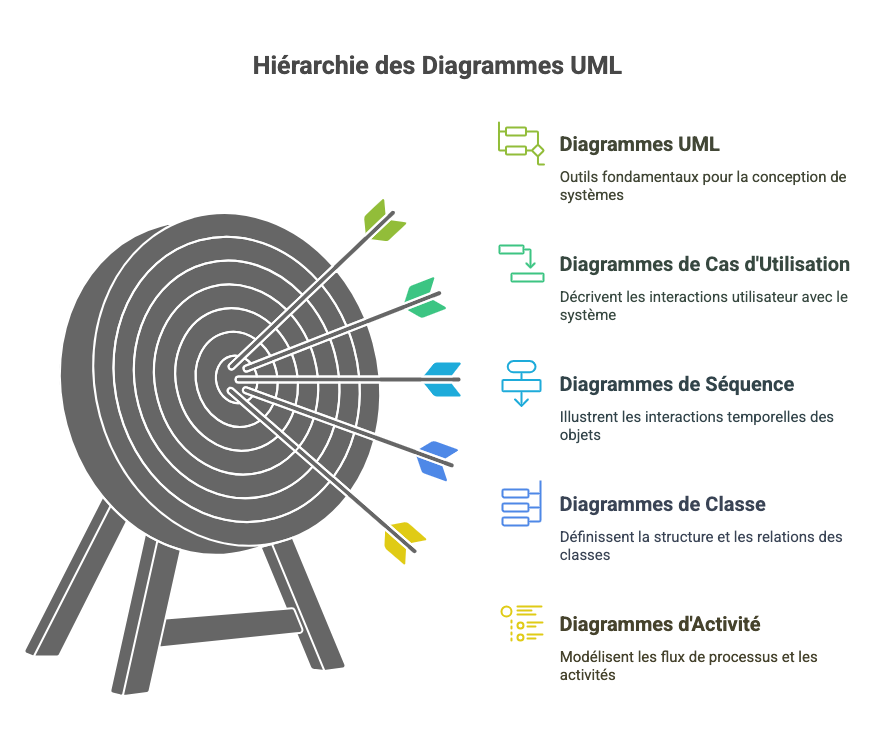 Hiérarchie des Diagrammes UML
Diagrammes UML
Outils fondamentaux pour la conception de
systèmes
Diagrammes de Cas d'Utilisation
Décrivent les interactions utilisateur avec le
système
Diagrammes de Séquence
Illustrent les interactions temporelles des
objets
Diagrammes de Classe
Définissent la structure et les relations des
classes
Diagrammes d'Activité
Modélisent les flux de processus et les
activités